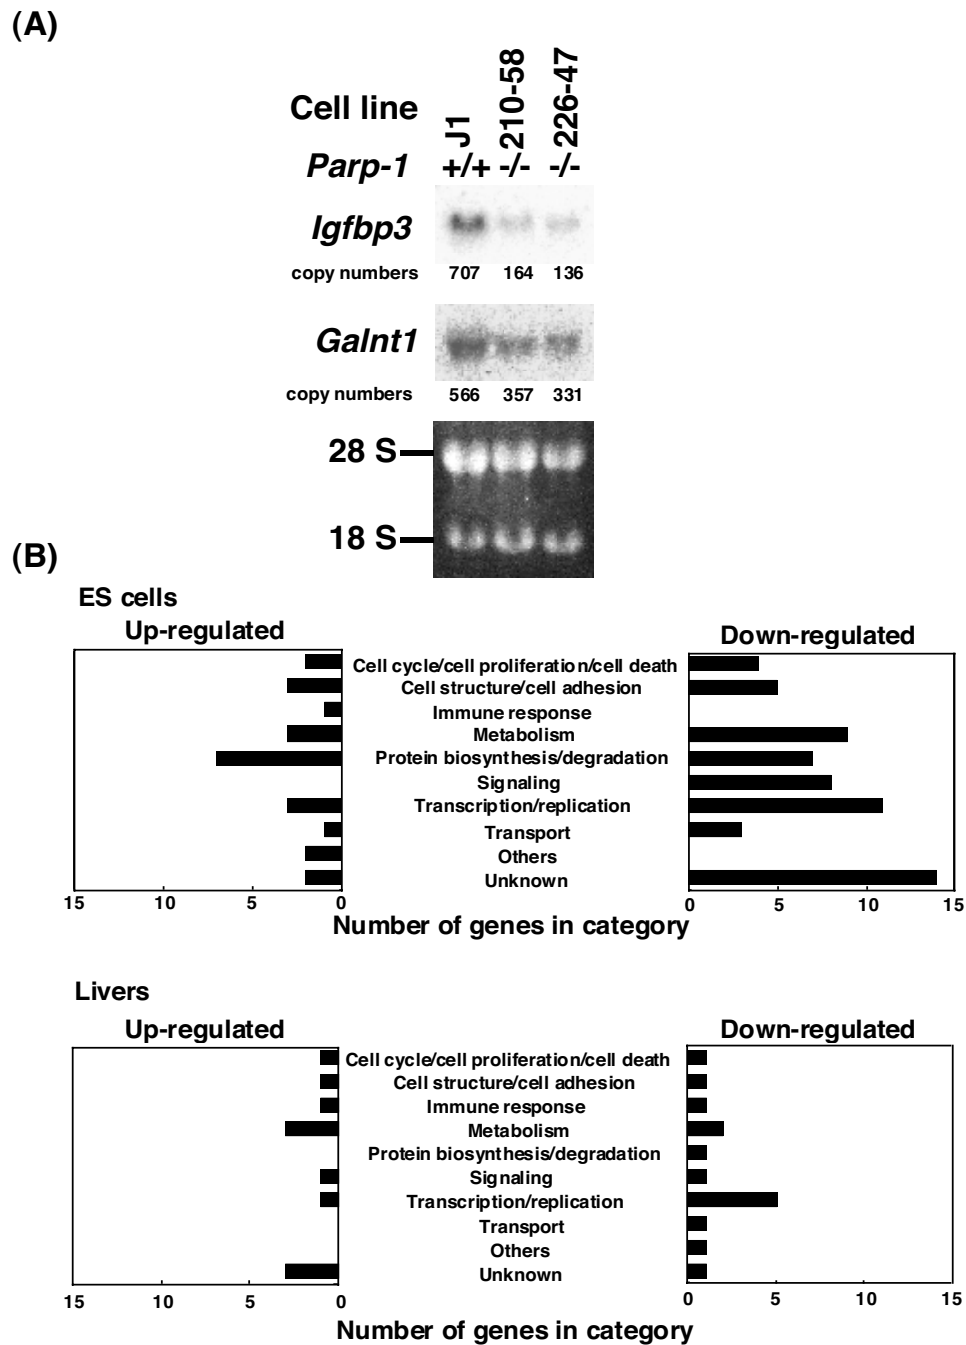 (A)
Cell line J1 210-58 226-47
Parp-1 +/+ -/- -/-
Igfbp3
copy numbers 707 164 136
Galnt1
copy numbers 566 357 331
28 S
18 S
(B)
ES cells
Up-regulated Down-regulated
Cell cycle/cell proliferation/cell death
Cell structure/cell adhesion
Immune response
Metabolism
Protein biosynthesis/degradation
Signaling
Transcription/replication
Transport
Others
Unknown
15 10 5 0 0 5 10 15
Number of genes in category
Livers
Up-regulated Down-regulated
Cell cycle/cell proliferation/cell death
Cell structure/cell adhesion
Immune response
Metabolism
Protein biosynthesis/degradation
Signaling
Transcription/replication
Transport
Others
Unknown
15 10 5 0 0 5 10 15
Number of genes in category